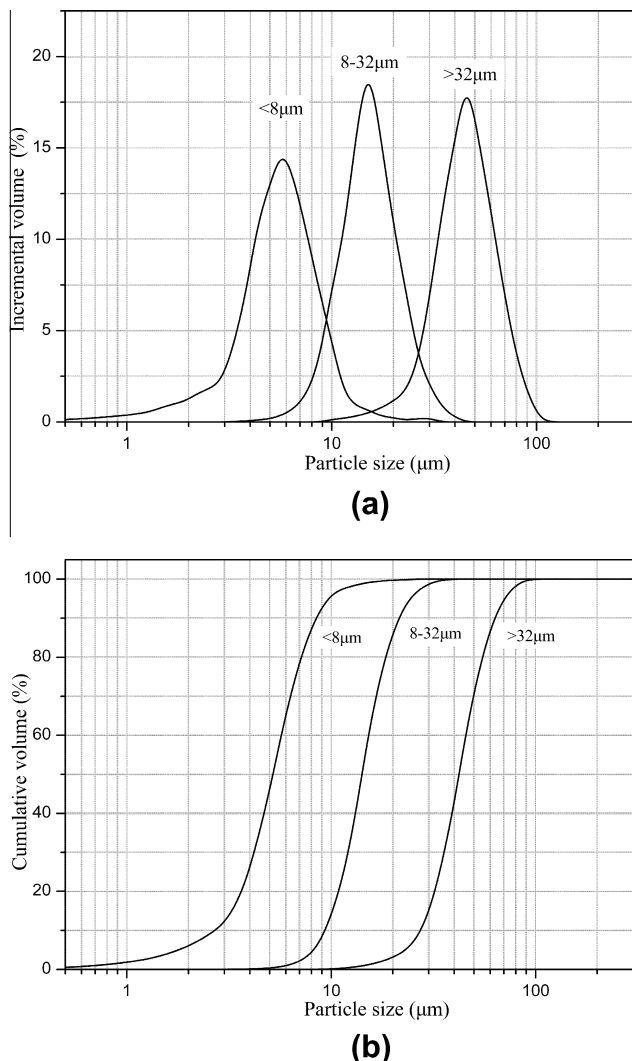 20
8-32μm
>32μm
<8μm
15
10
5
0
Incremental volume (%)
1
10
100
Particle size (μm)
(a)
100
<8μm
8-32μm
>32μm
80
60
40
20
0
Cumulative volume (%)
1
10
100
Particle size (μm)
(b)